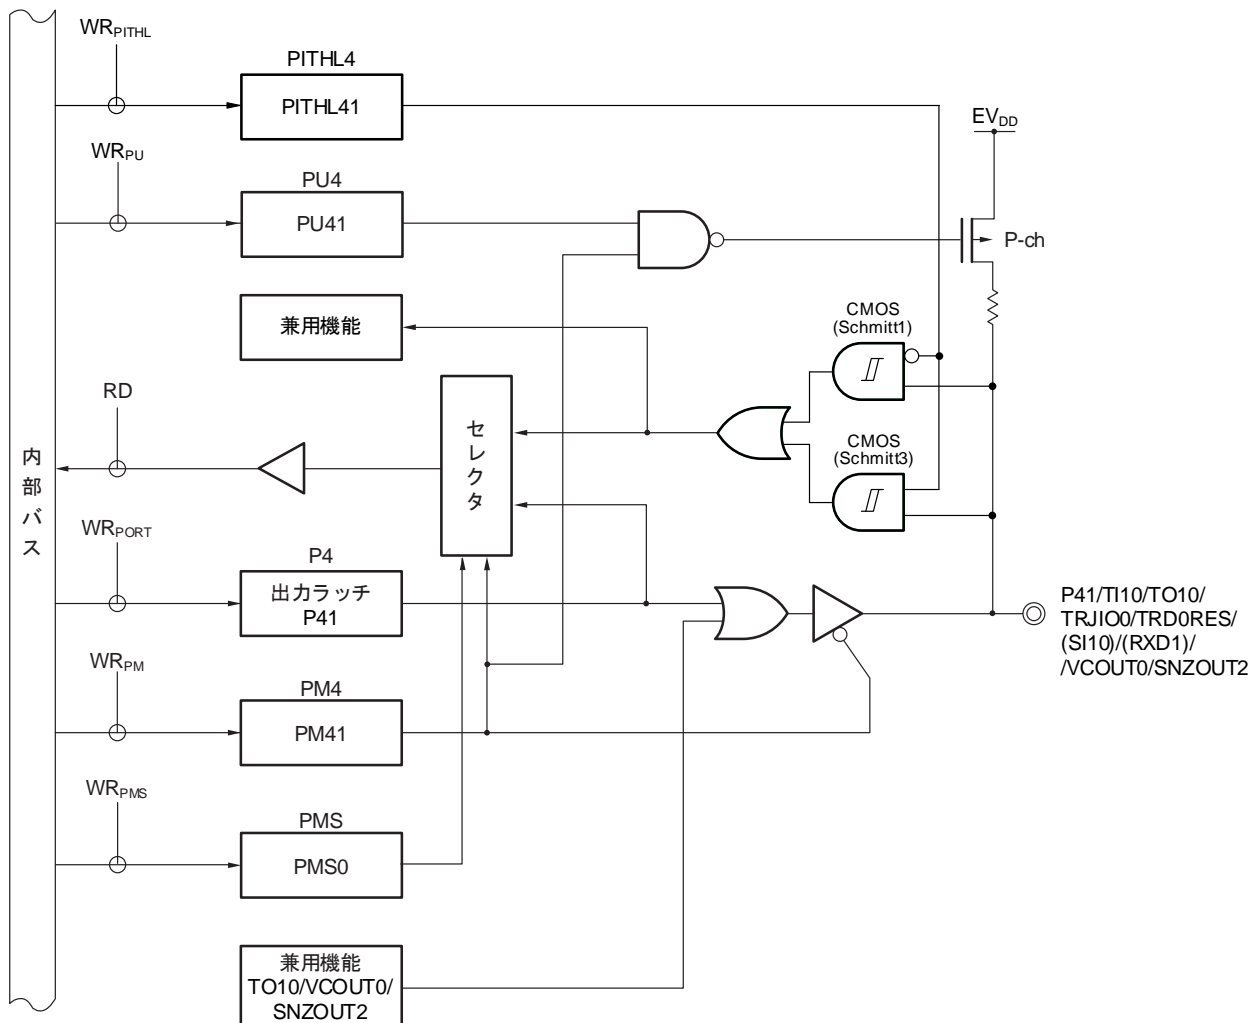 WRPITHL
PITHL4
PITHL41
EVDD
WRPU
PU4
PU41
P-ch
兼用機能
CMOS
(Schmitt1)
RD
セレクタ
CMOS
(Schmitt3)
内部バス
WRPORT
P4
出力ラッチ
P41
P41/TI10/TO10/
TRJIO0/TRD0RES/
(SI10)/(RXD1)/
/VCOUT0/SNZOUT2
WRPM
PM4
PM41
WRPMS
PMS
PMS0
兼用機能
TO10/VCOUT0/
SNZOUT2